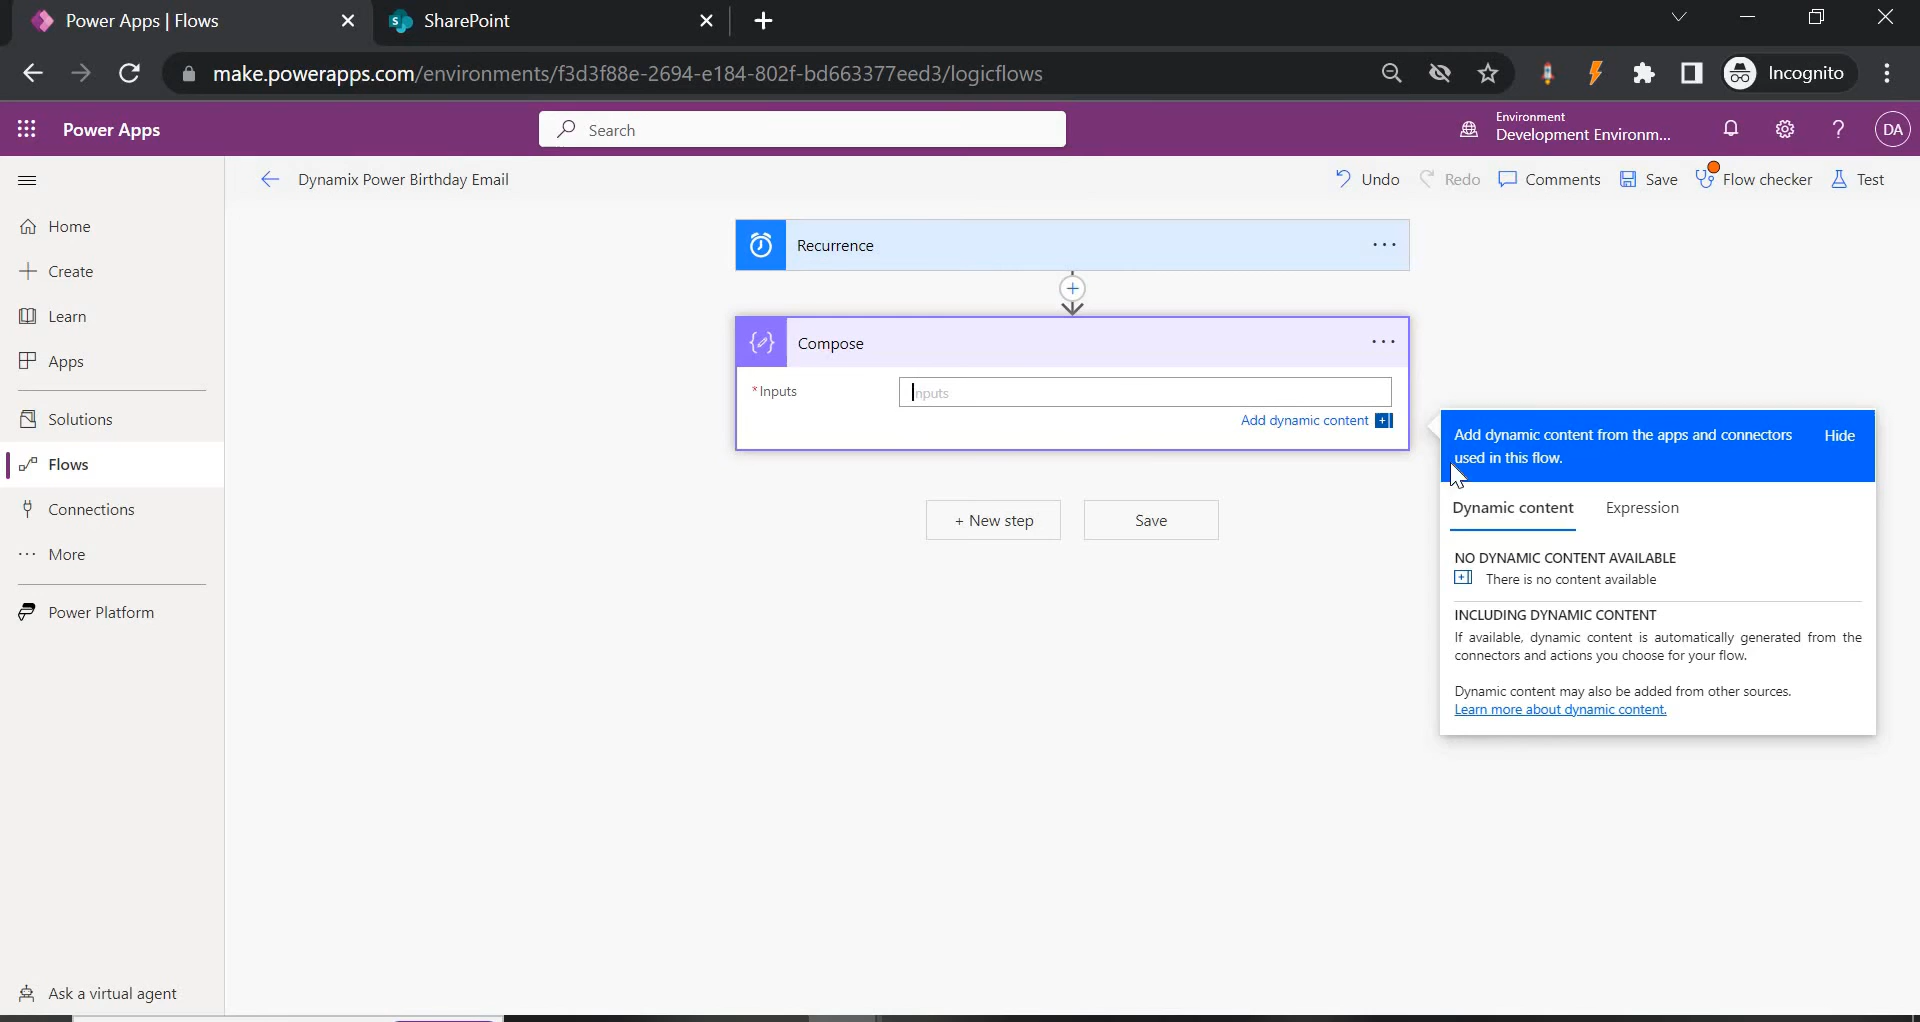 Power Apps | Flows
SharePoint
make.powerapps.com/environments/f3d3f88e-2694-e184-802f-bd663377eed3/logicflows
Incognito
Power Apps
Search
Environment
Development Environm...
DA
Dynamix Power Birthday Email
Undo
Redo
Comments
Save
Flow checker
Test
Home
Create
Learn
Apps
Solutions
Flows
Connections
More
Power Platform
Ask a virtual agent
Recurrence
Compose
* Inputs
Inputs
Add dynamic content
+ New step
Save
Add dynamic content from the apps and connectors
used in this flow.
Hide
Dynamic content
Expression
NO DYNAMIC CONTENT AVAILABLE
There is no content available
INCLUDING DYNAMIC CONTENT
If available, dynamic content is automatically generated from the
connectors and actions you choose for your flow.
Dynamic content may also be added from other sources.
Learn more about dynamic content.